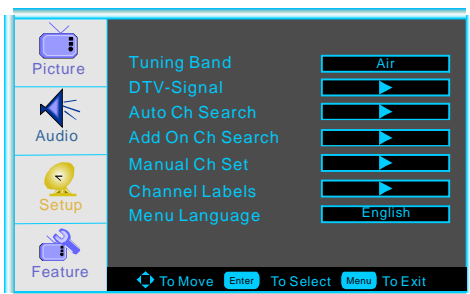 Picture
Audio
Setup
Feature
Tuning Band Air
DTV-Signal
Auto Ch Search
Add On Ch Search
Manual Ch Set
Channel Labels
Menu Language English
To Move Enter To Select Menu To Exit